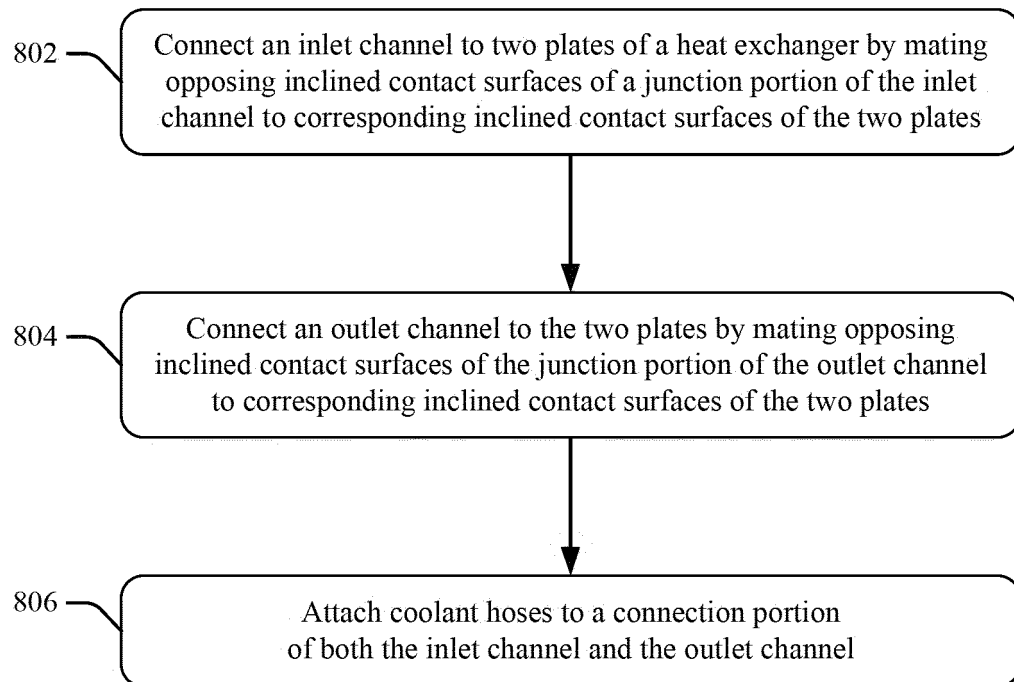 802
Connect an inlet channel to two plates of a heat exchanger by mating
opposing inclined contact surfaces of a junction portion of the inlet
channel to corresponding inclined contact surfaces of the two plates
804
Connect an outlet channel to the two plates by mating opposing
inclined contact surfaces of the junction portion of the outlet channel
to corresponding inclined contact surfaces of the two plates
806
Attach coolant hoses to a connection portion
of both the inlet channel and the outlet channel